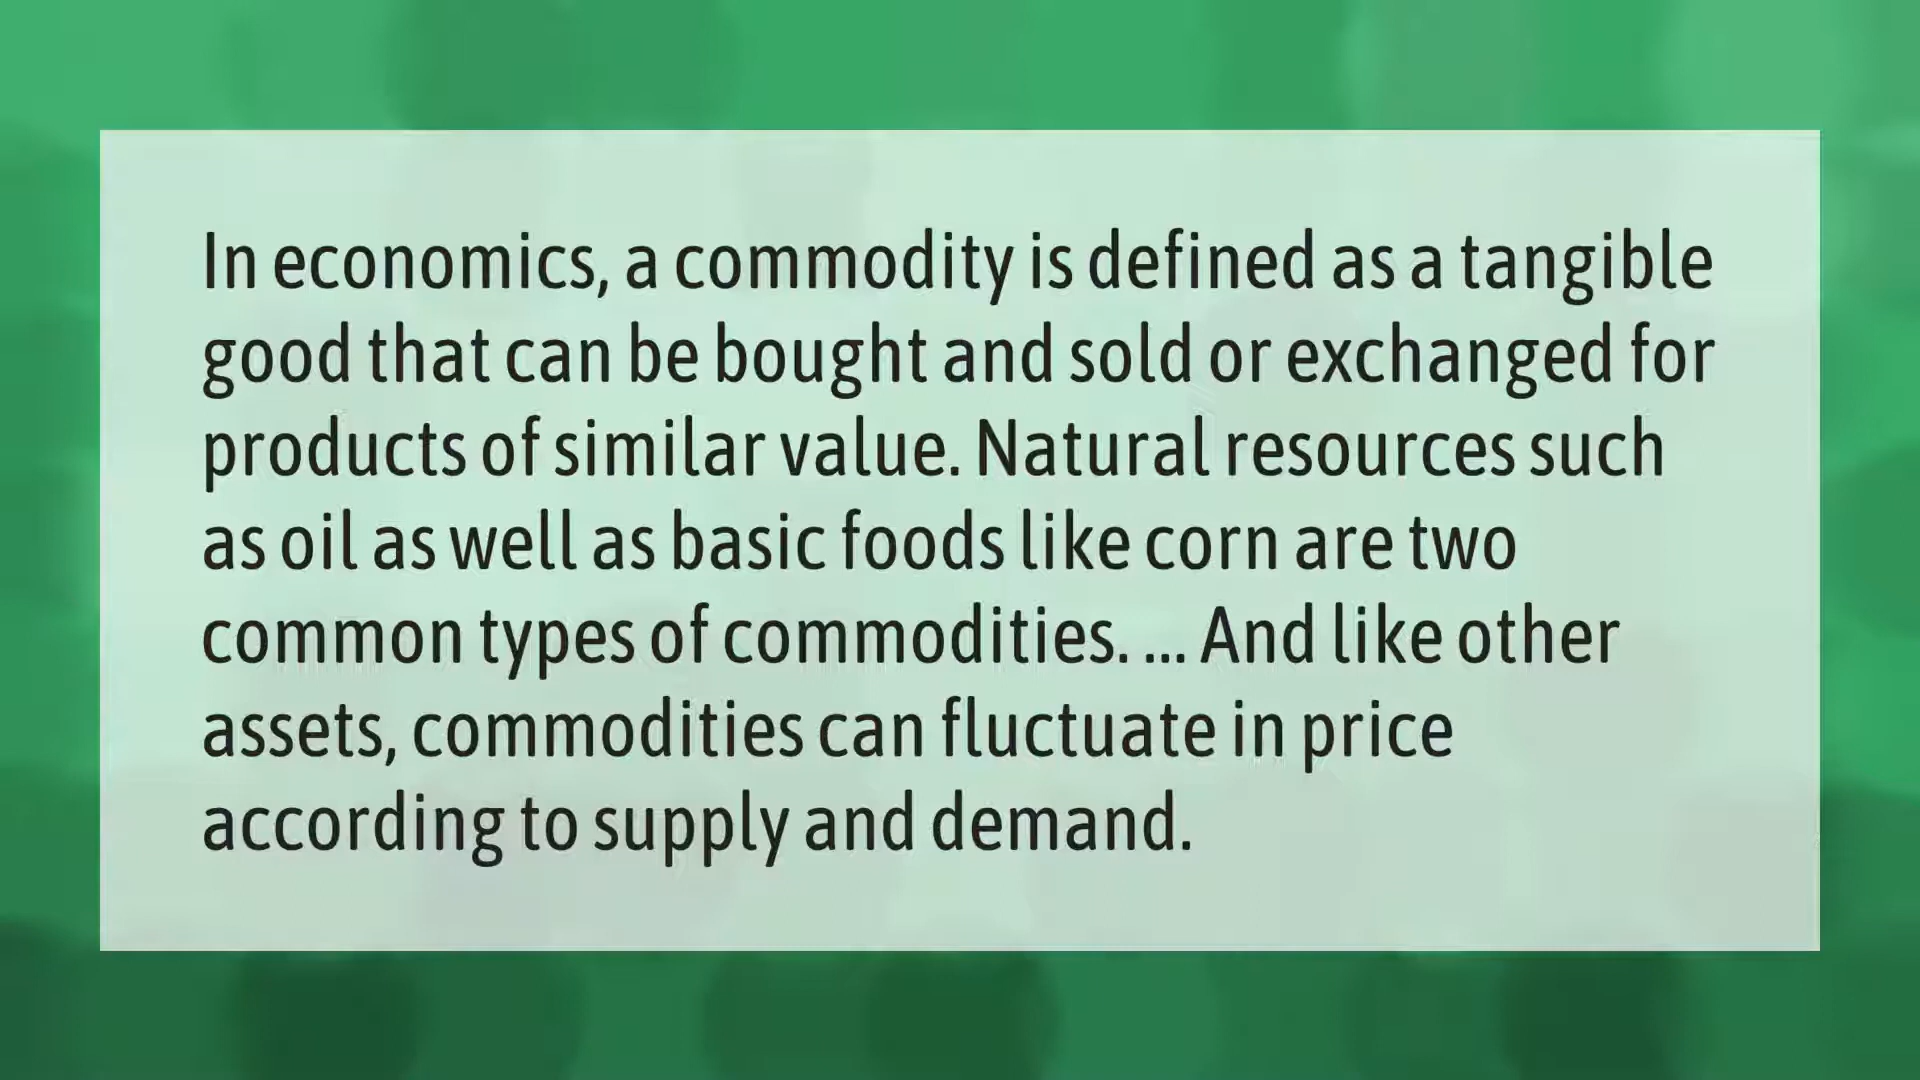 In economics, a commodity is defined as a tangible
good that can be bought and sold or exchanged for
products of similar value. Natural resources such
as oil as well as basic foods like corn are two
common types of commodities. ... And like other
assets, commodities can fluctuate in price
according to supply and demand.